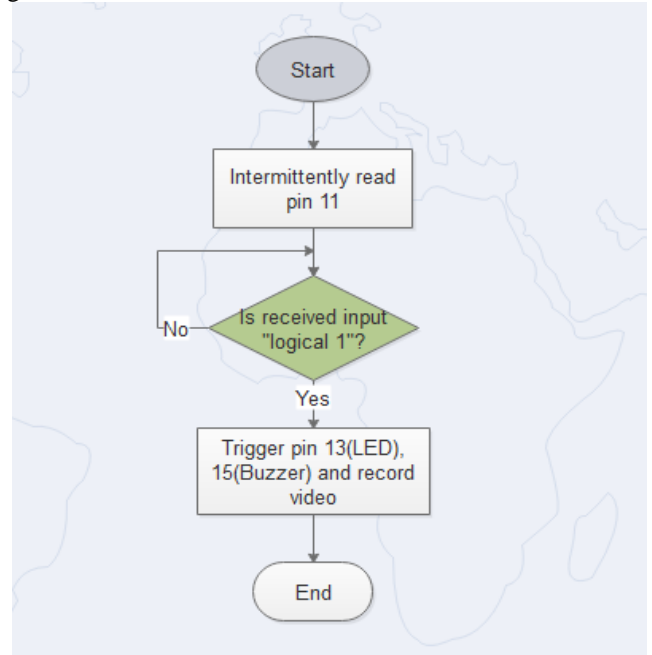 Start
Intermittently read
pin 11
Is received input
"logical 1"?
No
Yes
Trigger pin 13(LED),
15(Buzzer) and record
video
End